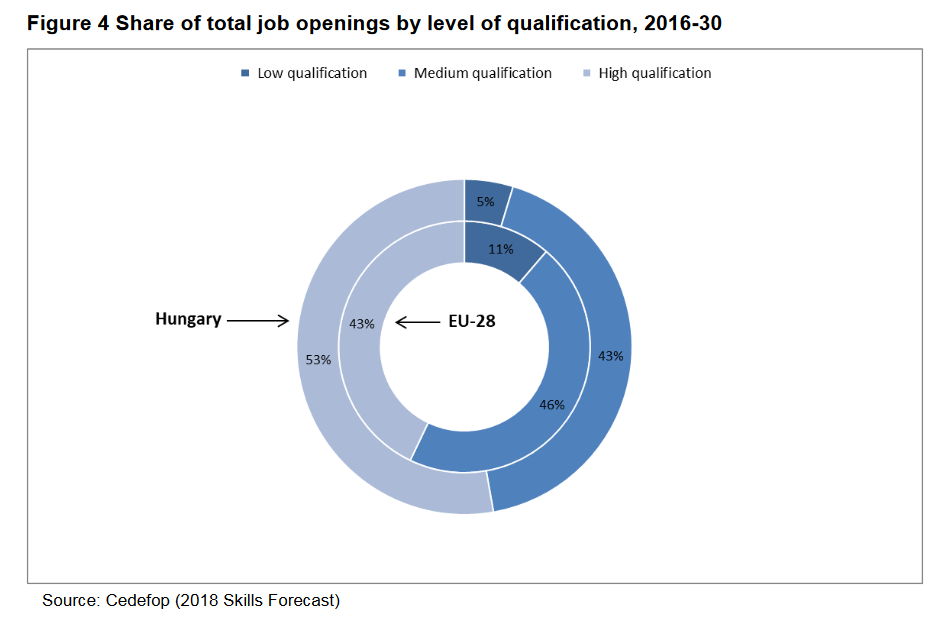 Figure 4 Share of total job openings by level of qualification, 2016-30
Low qualification Medium qualification High qualification
5%
11%
Hungary
43%
EU-28
53%
43%
46%
Source: Cedefop (2018 Skills Forecast)